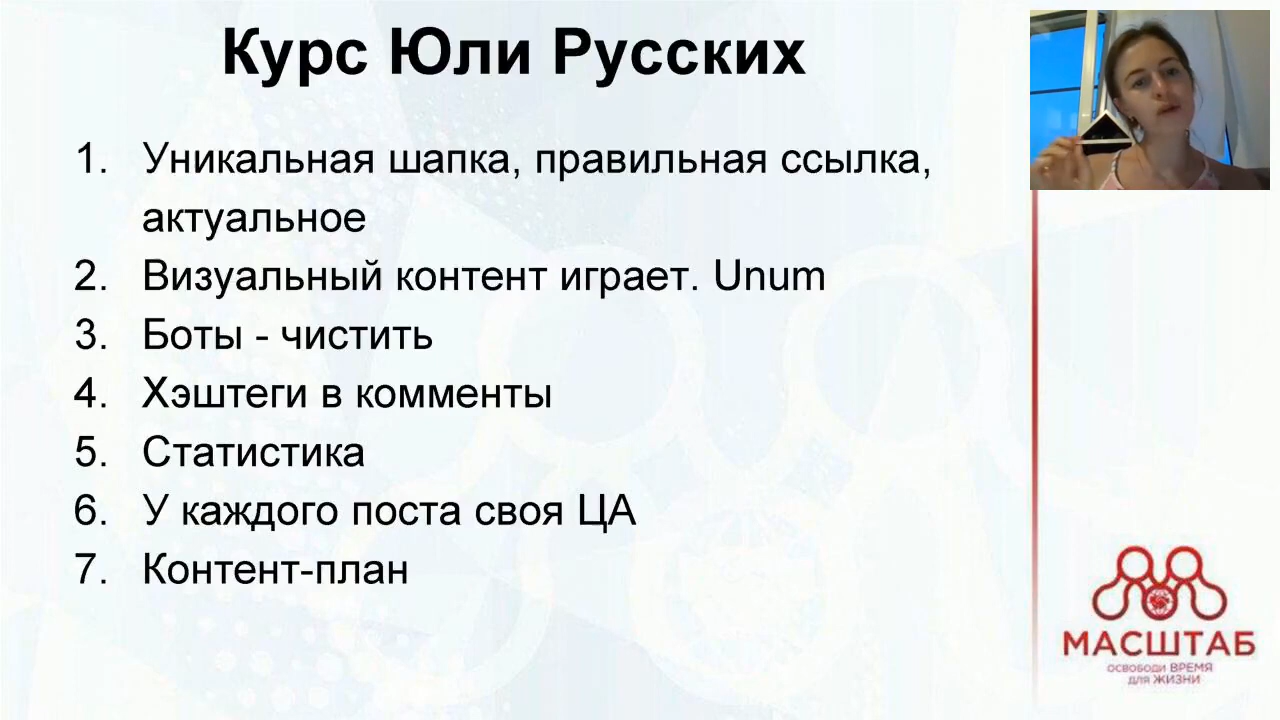 Курс Юли Русских
1. Уникальная шапка, правильная ссылка,
актуальное
2. Визуальный контент играет. Unum
3. Боты - чистить
4. Хэштеги в комменты
5. Статистика
6. У каждого поста своя ЦА
7. Контент-план
МАСШТАБ
ОСВОБОДИ ВРЕМЯ
ДЛЯ ЖИЗНИ